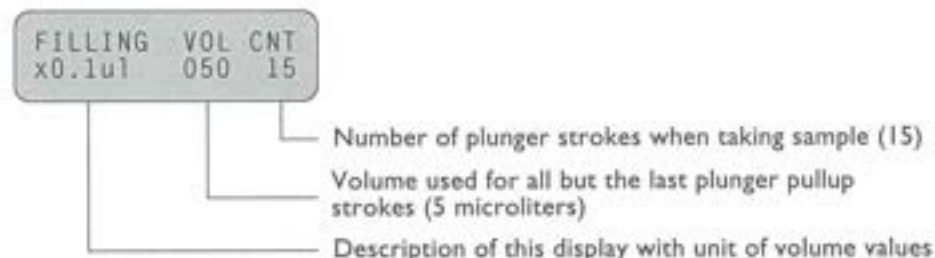 FILLING VOL CNT
x0.1ul 050 15
Number of plunger strokes when taking sample (15)
Volume used for all but the last plunger pullup
strokes (5 microliters)
Description of this display with unit of volume values